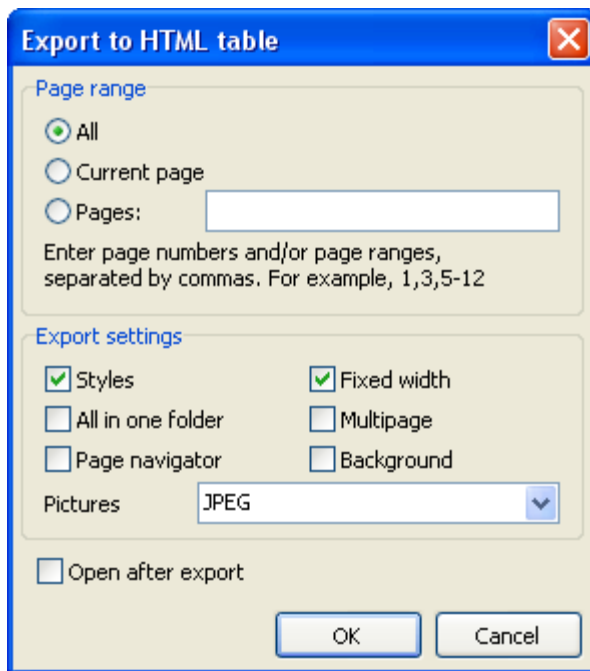 Export to HTML table
Page range
All
Current page
Pages:
Enter page numbers and/or page ranges,
separated by commas. For example, 1,3,5-12
Export settings
Styles
Fixed width
All in one folder
Multipage
Page navigator
Background
Pictures
JPEG
Open after export
OK
Cancel